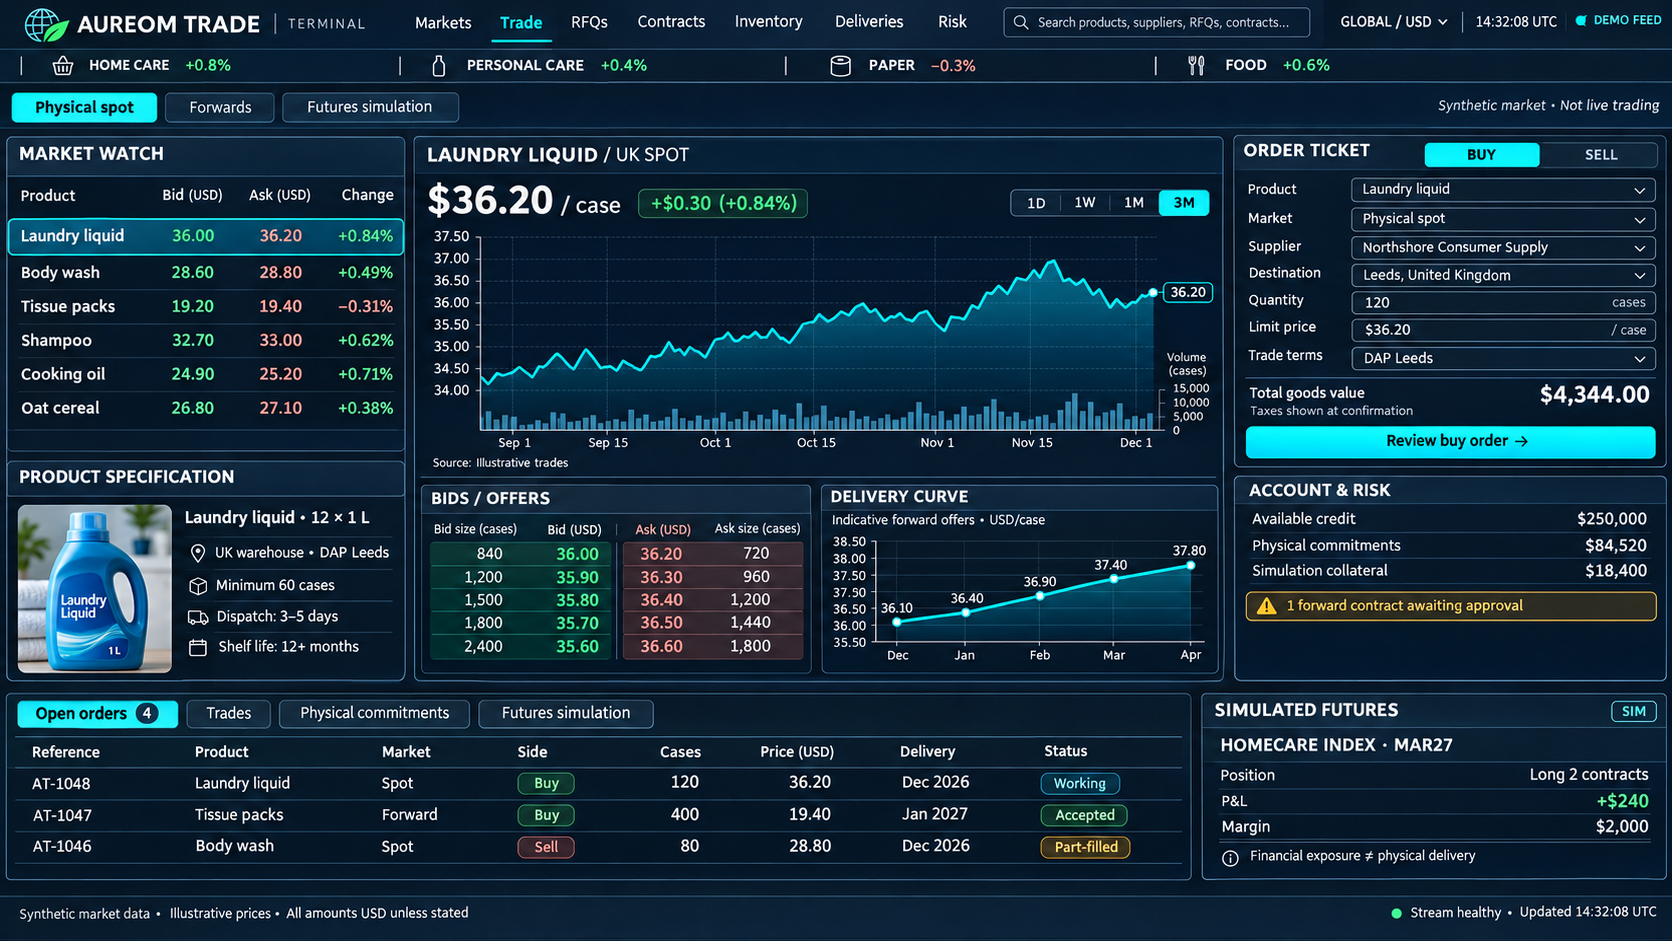 AUREOM TRADE TERMINAL Markets Trade RFQs Contracts Inventory Deliveries Risk Search products, suppliers, RFQs, contracts... GLOBAL / USD 14:32:08 UTC DEMO FEED
HOME CARE +0.8% PERSONAL CARE +0.4% PAPER −0.3% FOOD +0.6%
Physical spot Forwards Futures simulation Synthetic market • Not live trading
MARKET WATCH
Product Bid (USD) Ask (USD) Change
Laundry liquid 36.00 36.20 +0.84%
Body wash 28.60 28.80 +0.49%
Tissue packs 19.20 19.40 −0.31%
Shampoo 32.70 33.00 +0.62%
Cooking oil 24.90 25.20 +0.71%
Oat cereal 26.80 27.10 +0.38%
PRODUCT SPECIFICATION
Laundry Liquid
1 L
Laundry liquid • 12 × 1 L
UK warehouse • DAP Leeds
Minimum 60 cases
Dispatch: 3–5 days
Shelf life: 12+ months
LAUNDRY LIQUID / UK SPOT
$36.20 / case +$0.30 (+0.84%) 1D 1W 1M 3M
37.50
37.00
36.50
36.00
35.50
35.00
34.50
34.00
36.20
Volume
(cases)
15,000
10,000
5,000
0
Sep 1 Sep 15 Oct 1 Oct 15 Nov 1 Nov 15 Dec 1
Source: Illustrative trades
BIDS / OFFERS
Bid size (cases) Bid (USD) Ask (USD) Ask size (cases)
840 36.00 36.20 720
1,200 35.90 36.30 960
1,500 35.80 36.40 1,200
1,800 35.70 36.50 1,440
2,400 35.60 36.60 1,800
DELIVERY CURVE
Indicative forward offers • USD/case
38.50
38.00
37.50
37.00
36.50
36.00
35.50
36.10 36.40 36.90 37.40 37.80
Dec Jan Feb Mar Apr
ORDER TICKET BUY SELL
Product Laundry liquid
Market Physical spot
Supplier Northshore Consumer Supply
Destination Leeds, United Kingdom
Quantity 120 cases
Limit price $36.20 / case
Trade terms DAP Leeds
Total goods value $4,344.00
Taxes shown at confirmation
Review buy order →
ACCOUNT & RISK
Available credit $250,000
Physical commitments $84,520
Simulation collateral $18,400
1 forward contract awaiting approval
Open orders 4 Trades Physical commitments Futures simulation
Reference Product Market Side Cases Price (USD) Delivery Status
AT-1048 Laundry liquid Spot Buy 120 36.20 Dec 2026 Working
AT-1047 Tissue packs Forward Buy 400 19.40 Jan 2027 Accepted
AT-1046 Body wash Spot Sell 80 28.80 Dec 2026 Part-filled
SIMULATED FUTURES SIM
HOMECARE INDEX · MAR27
Position Long 2 contracts
P&L +$240
Margin $2,000
Financial exposure ≠ physical delivery
Synthetic market data • Illustrative prices • All amounts USD unless stated Stream healthy • Updated 14:32:08 UTC